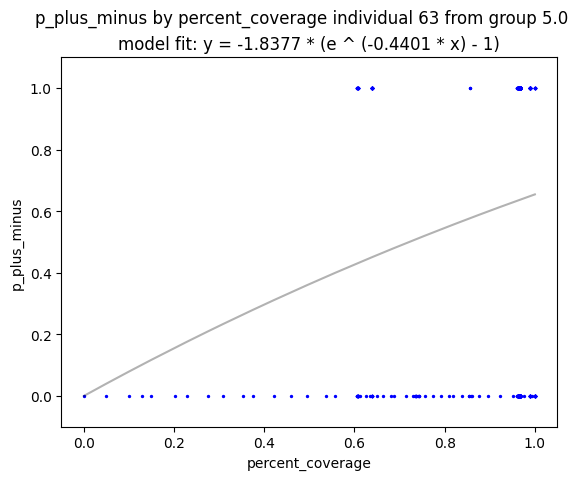 p_plus_minus by percent_coverage individual 63 from group 5.0
model fit: y = -1.8377 * (e ^ (-0.4401 * x) - 1)
1.0
0.8
0.6
0.4
0.2
0.0
p_plus_minus
0.0 0.2 0.4 0.6 0.8 1.0
percent_coverage